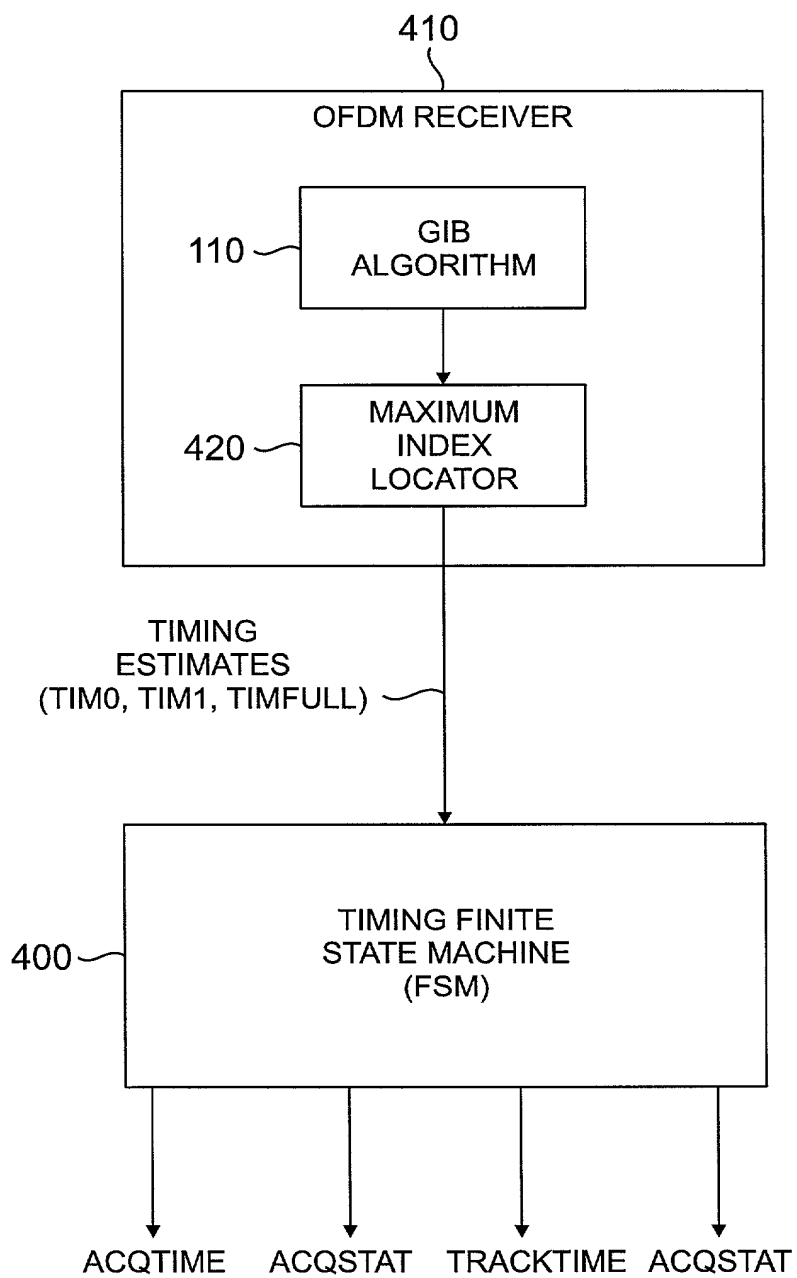 410
OFDM RECEIVER
110
GIB
ALGORITHM
420
MAXIMUM
INDEX
LOCATOR
TIMING
ESTIMATES
(TIM0, TIM1, TIMFULL)
400
TIMING FINITE
STATE MACHINE
(FSM)
ACQTIME ACQSTAT TRACKTIME ACQSTAT